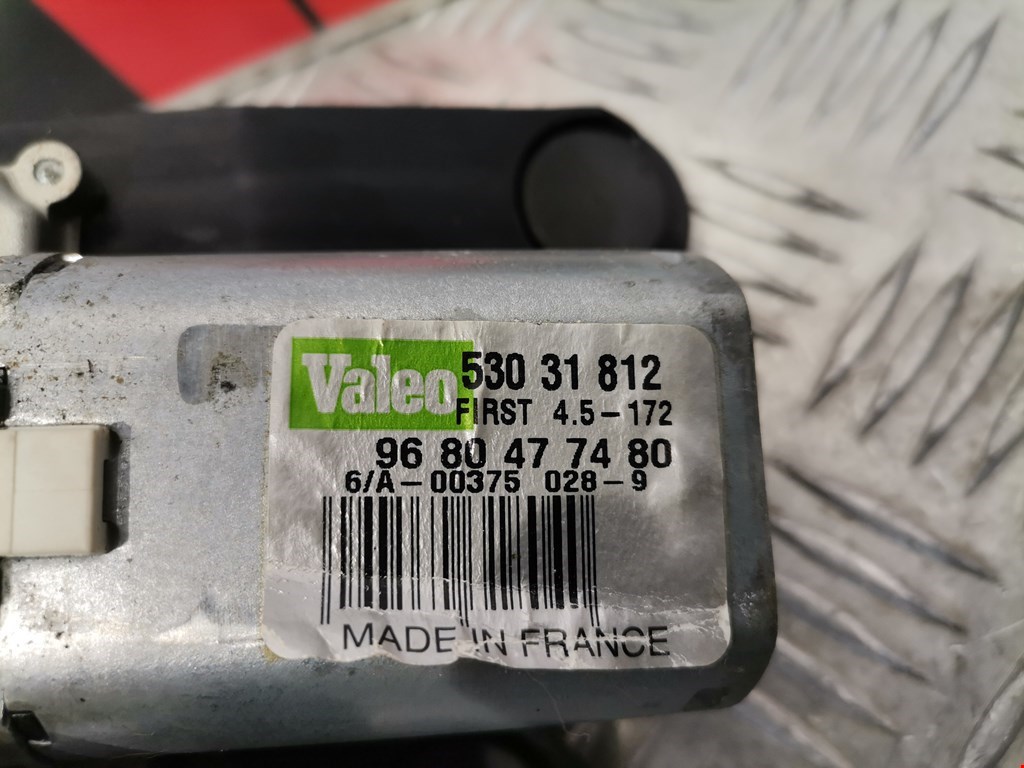 Valeo 530 31 812
FIRST 4.5-172
96 80 47 74 80
6/A-00375 028-9
MADE IN FRANCE